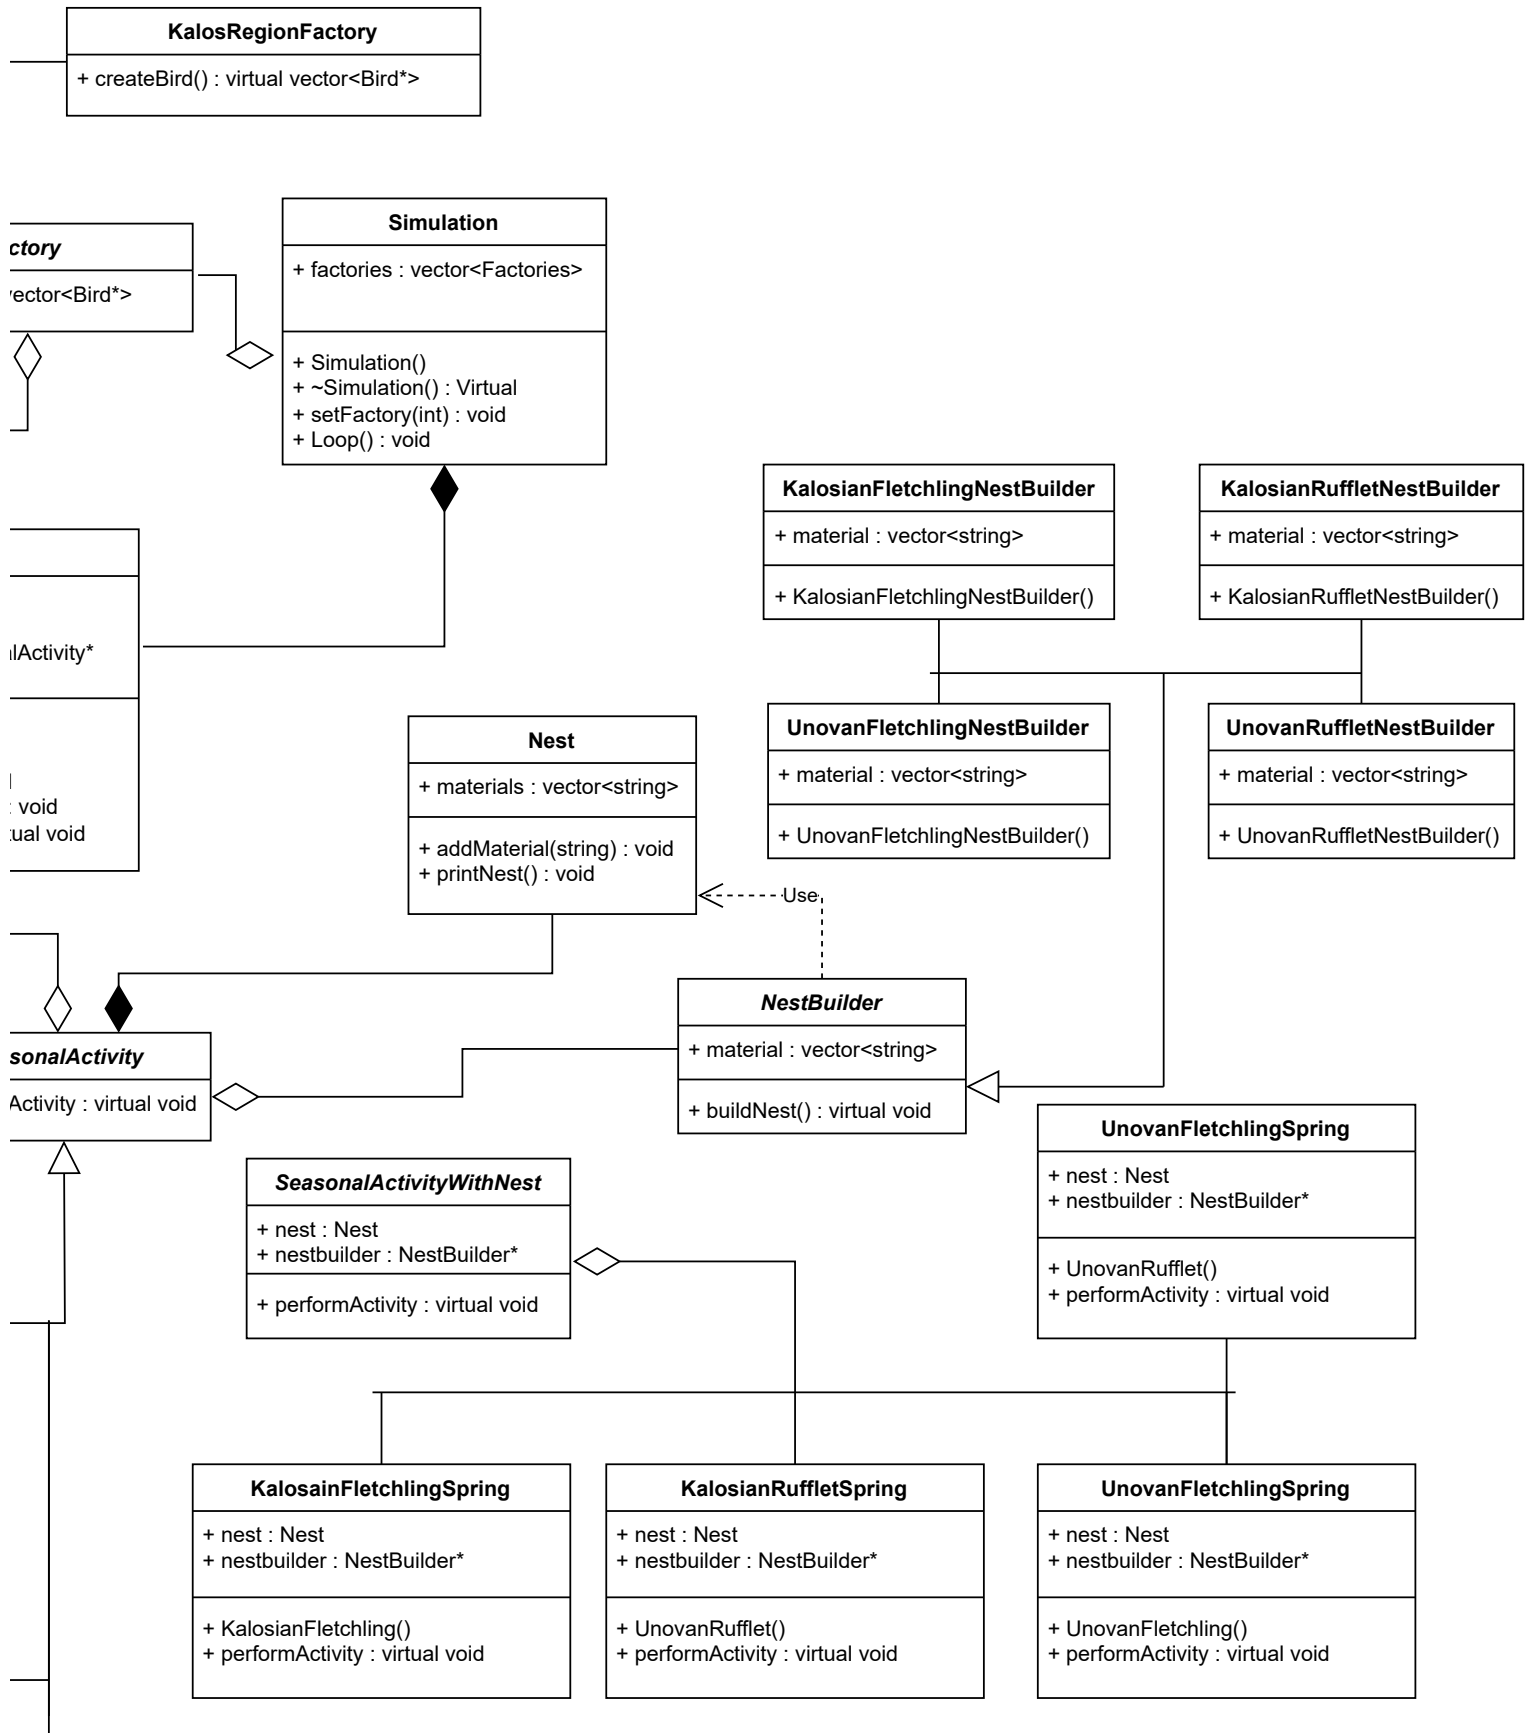 KalosRegionFactory
+ createBird() : virtual vector<Bird*>
Simulation
+ factories : vector<Factories>
+ Simulation()
+ ~Simulation() : Virtual
+ setFactory(int) : void
+ Loop() : void
ctory
vector<Bird*>
KalosianFletchlingNestBuilder
+ material : vector<string>
+ KalosianFletchlingNestBuilder()
KalosianRuffletNestBuilder
+ material : vector<string>
+ KalosianRuffletNestBuilder()
lActivity*
: void
tual void
Nest
+ materials : vector<string>
+ addMaterial(string) : void
+ printNest() : void
UnovanFletchlingNestBuilder
+ material : vector<string>
+ UnovanFletchlingNestBuilder()
UnovanRuffletNestBuilder
+ material : vector<string>
+ UnovanRuffletNestBuilder()
Use
NestBuilder
+ material : vector<string>
+ buildNest() : virtual void
sonalActivity
Activity : virtual void
SeasonalActivityWithNest
+ nest : Nest
+ nestbuilder : NestBuilder*
+ performActivity : virtual void
UnovanFletchlingSpring
+ nest : Nest
+ nestbuilder : NestBuilder*
+ UnovanRufflet()
+ performActivity : virtual void
KalosainFletchlingSpring
+ nest : Nest
+ nestbuilder : NestBuilder*
+ KalosianFletchling()
+ performActivity : virtual void
KalosianRuffletSpring
+ nest : Nest
+ nestbuilder : NestBuilder*
+ UnovanRufflet()
+ performActivity : virtual void
UnovanFletchlingSpring
+ nest : Nest
+ nestbuilder : NestBuilder*
+ UnovanFletchling()
+ performActivity : virtual void